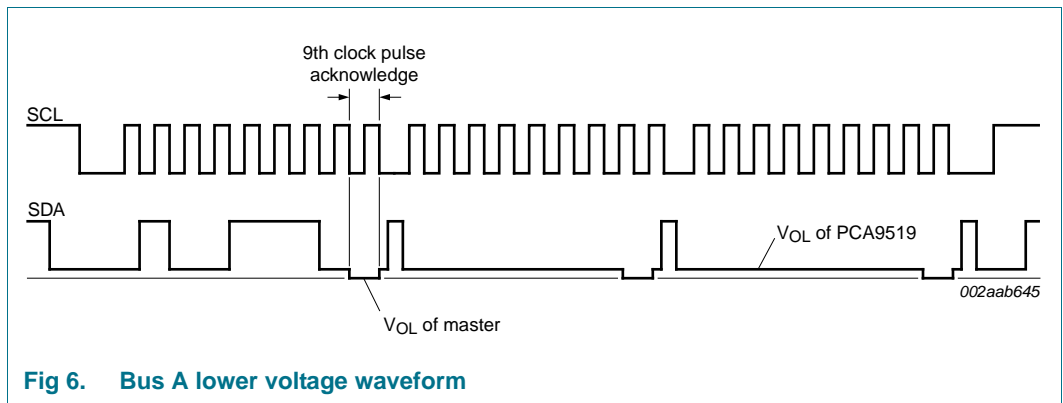 9th clock pulse
acknowledge
SCL
SDA
VOL of PCA9519
002aab645
VOL of master
Fig 6. Bus A lower voltage waveform